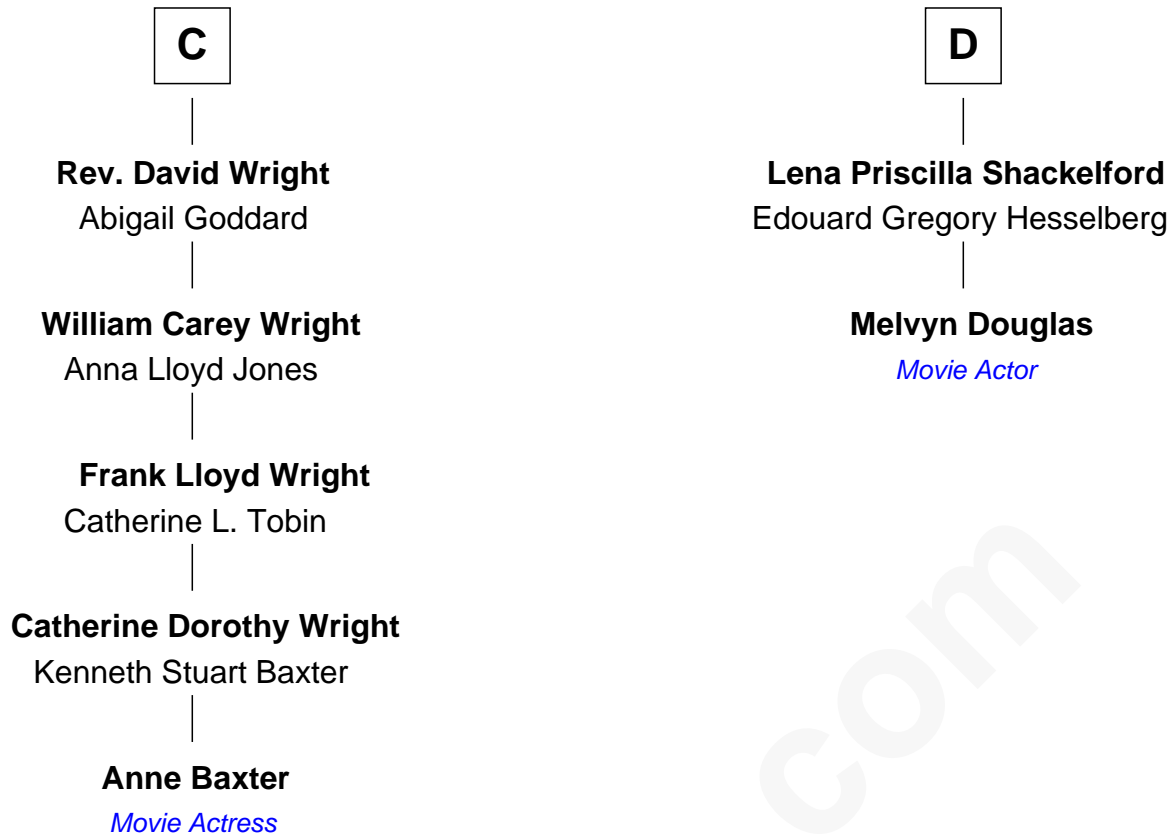 C
Rev. David Wright
Abigail Goddard
William Carey Wright
Anna Lloyd Jones
Frank Lloyd Wright
Catherine L. Tobin
Catherine Dorothy Wright
Kenneth Stuart Baxter
Anne Baxter
Movie Actress
D
Lena Priscilla Shackelford
Edouard Gregory Hesselberg
Melvyn Douglas
Movie Actor
com